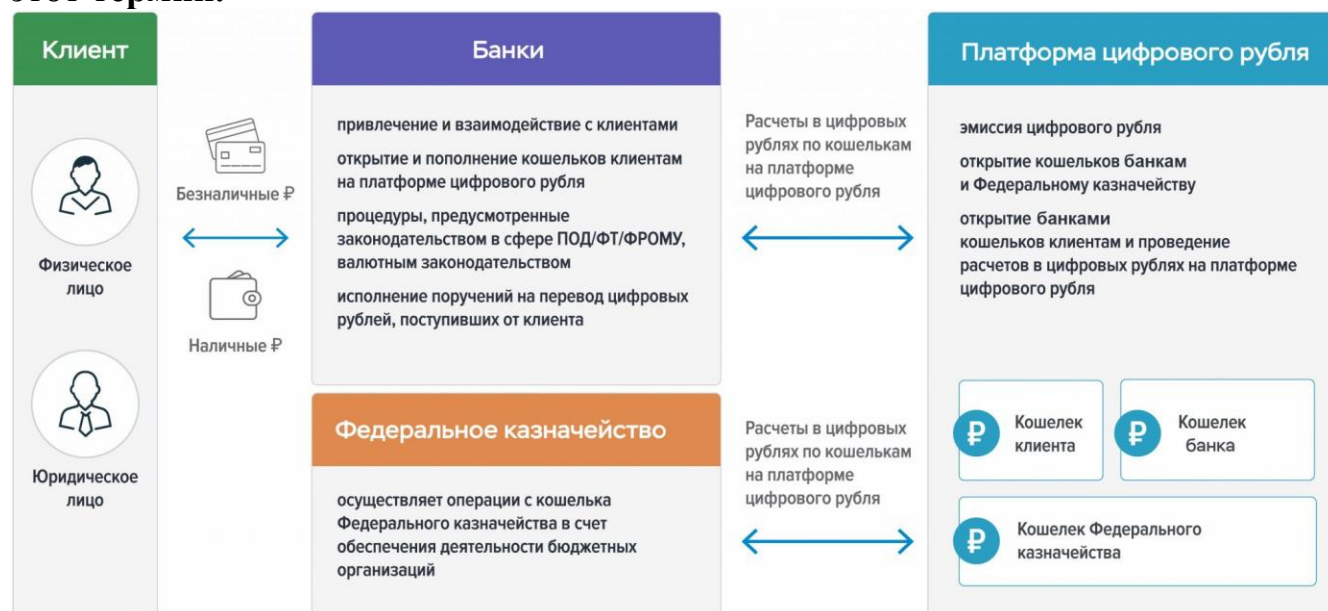 этот термин.
Клиент
Физическое
лицо
Юридическое
лицо
Безналичные ₽
Наличные ₽
Банки
привлечение и взаимодействие с клиентами
открытие и пополнение кошельков клиентам
на платформе цифрового рубля
процедуры, предусмотренные
законодательством в сфере ПОД/ФТ/ФРОМУ,
валютным законодательством
исполнение поручений на перевод цифровых
рублей, поступивших от клиента
Федеральное казначейство
осуществляет операции с кошелька
Федерального казначейства в счет
обеспечения деятельности бюджетных
организаций
Расчеты в цифровых
рублях по кошелькам
на платформе
цифрового рубля
Расчеты в цифровых
рублях по кошелькам
на платформе
цифрового рубля
Платформа цифрового рубля
эмиссия цифрового рубля
открытие кошельков банкам
и Федеральному казначейству
открытие банками
кошельков клиентам и проведение
расчетов в цифровых рублях на платформе
цифрового рубля
₽
Кошелек
клиента
₽
Кошелек
банка
₽
Кошелек Федерального
казначейства